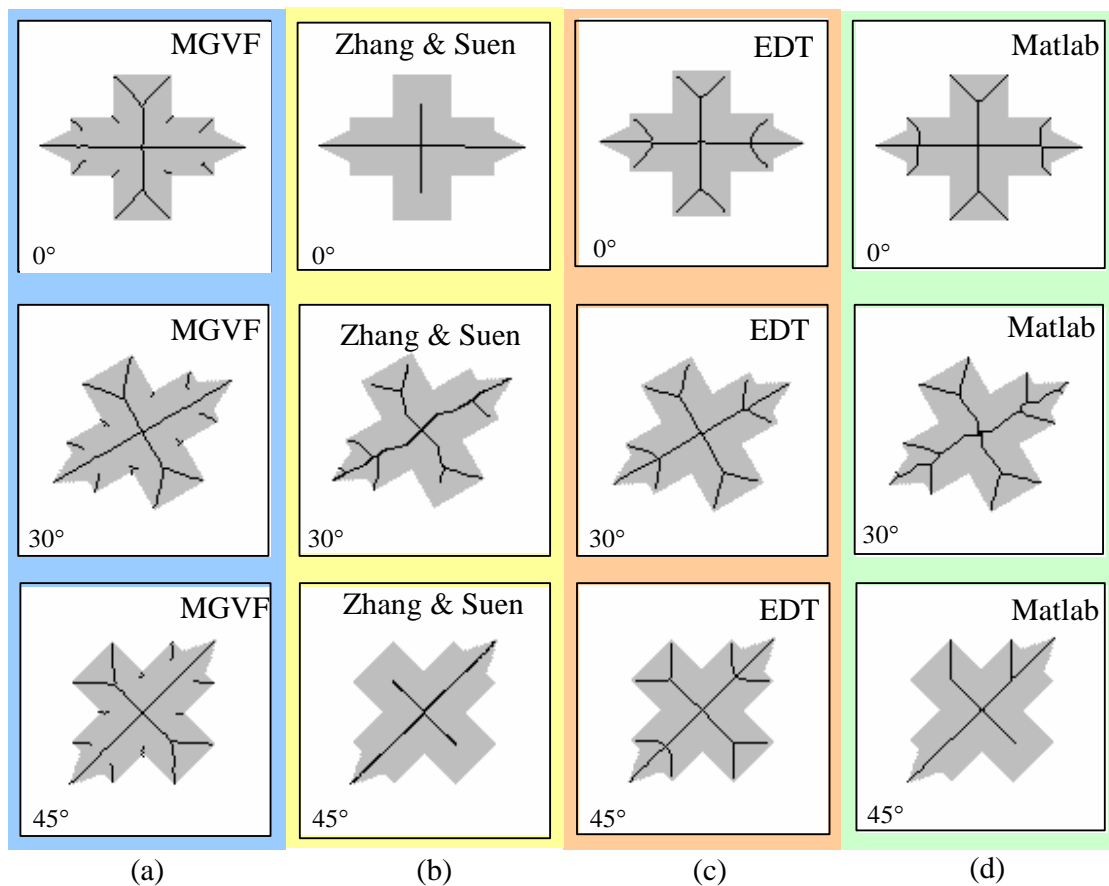 MGVF
Zhang & Suen
EDT
Matlab
0°
0°
0°
0°
MGVF
Zhang & Suen
EDT
Matlab
30°
30°
30°
30°
MGVF
Zhang & Suen
EDT
Matlab
45°
45°
45°
45°
(a)
(b)
(c)
(d)